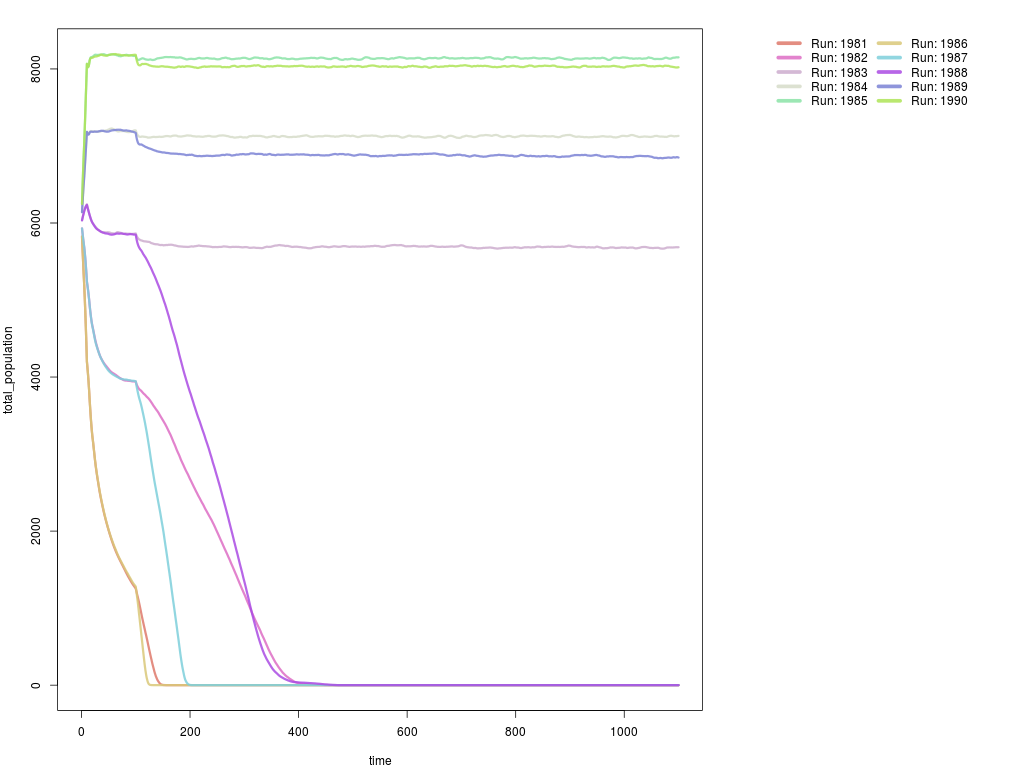 total_population
8000
6000
4000
2000
0
0 200 400 600 800 1000
time
Run: 1981 Run: 1986
Run: 1982 Run: 1987
Run: 1983 Run: 1988
Run: 1984 Run: 1989
Run: 1985 Run: 1990